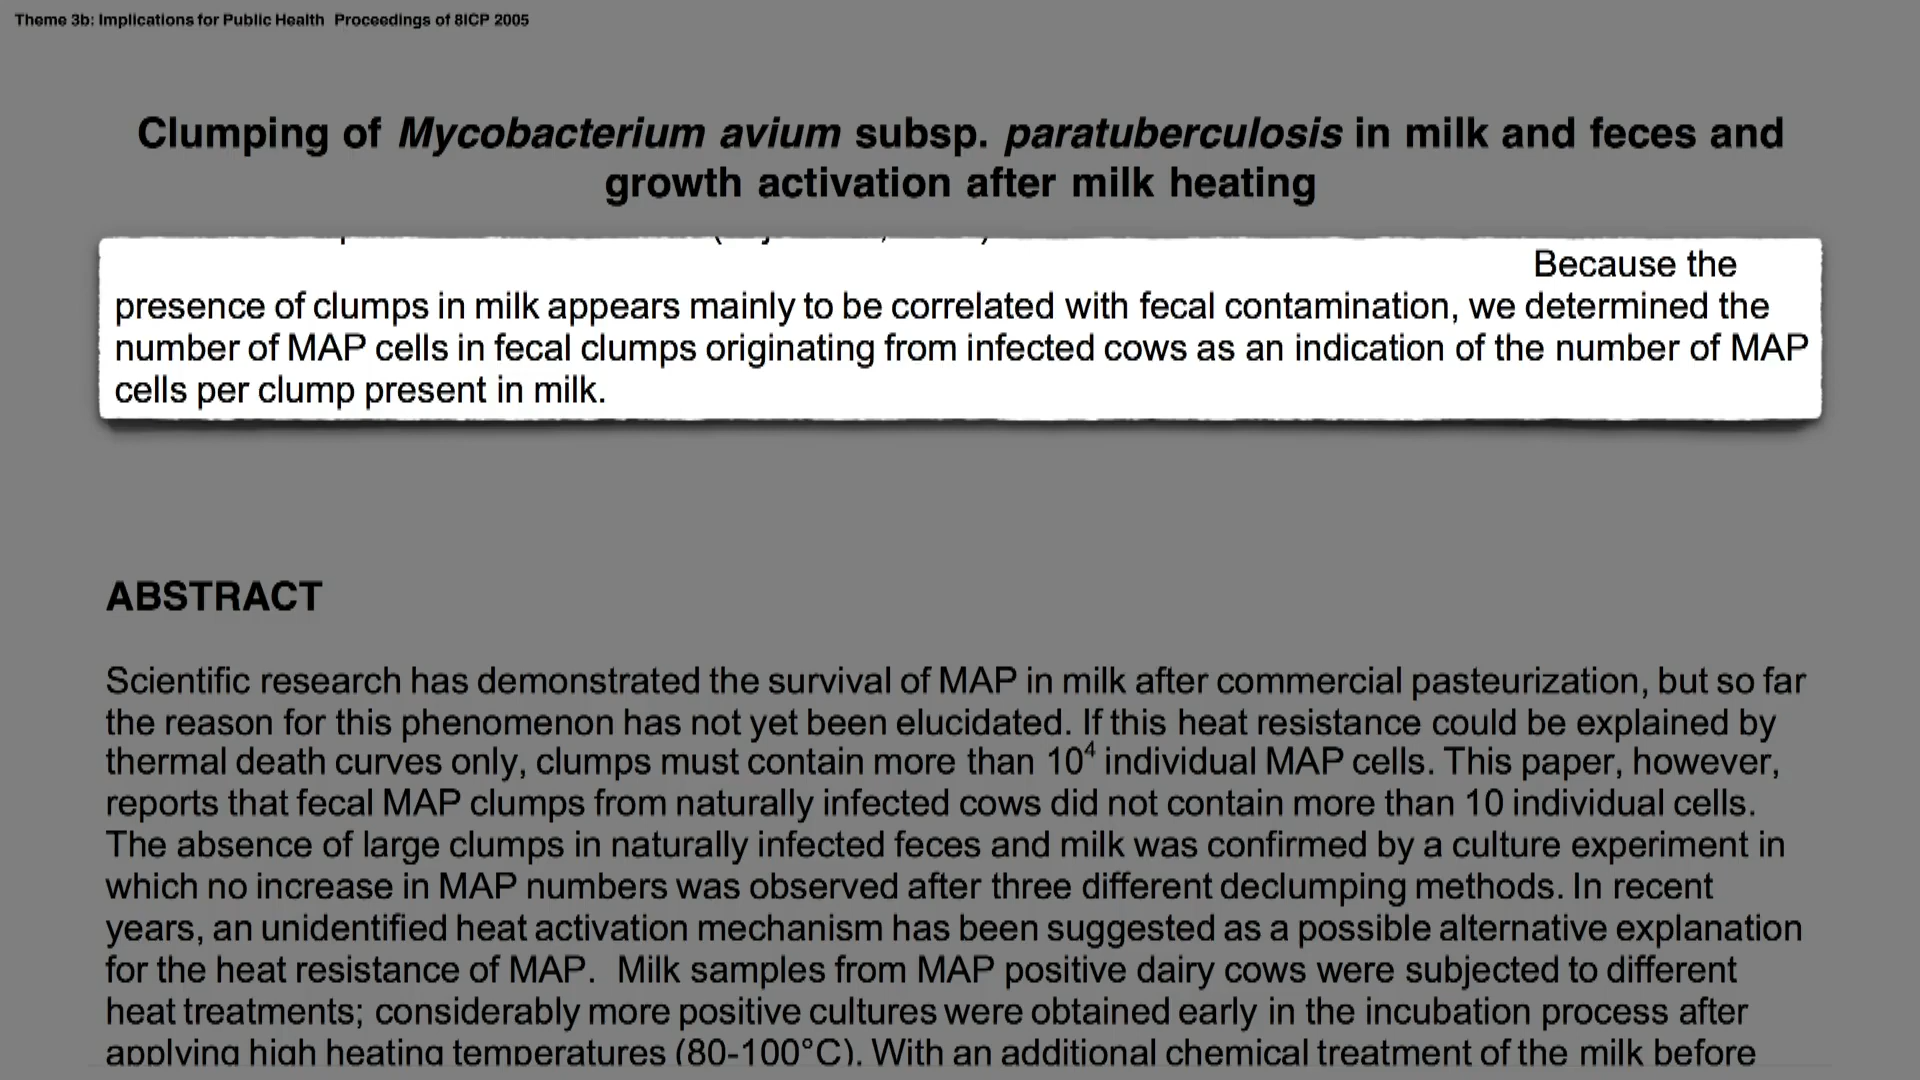 Theme 3b: Implications for Public Health Proceedings of 8ICP 2005
Clumping of Mycobacterium avium subsp. paratuberculosis in milk and feces and
growth activation after milk heating
Because the
presence of clumps in milk appears mainly to be correlated with fecal contamination, we determined the
number of MAP cells in fecal clumps originating from infected cows as an indication of the number of MAP
cells per clump present in milk.
ABSTRACT
Scientific research has demonstrated the survival of MAP in milk after commercial pasteurization, but so far
the reason for this phenomenon has not yet been elucidated. If this heat resistance could be explained by
thermal death curves only, clumps must contain more than 10⁴ individual MAP cells. This paper, however,
reports that fecal MAP clumps from naturally infected cows did not contain more than 10 individual cells.
The absence of large clumps in naturally infected feces and milk was confirmed by a culture experiment in
which no increase in MAP numbers was observed after three different declumping methods. In recent
years, an unidentified heat activation mechanism has been suggested as a possible alternative explanation
for the heat resistance of MAP. Milk samples from MAP positive dairy cows were subjected to different
heat treatments; considerably more positive cultures were obtained early in the incubation process after
applying high heating temperatures (80-100°C). With an additional chemical treatment of the milk before